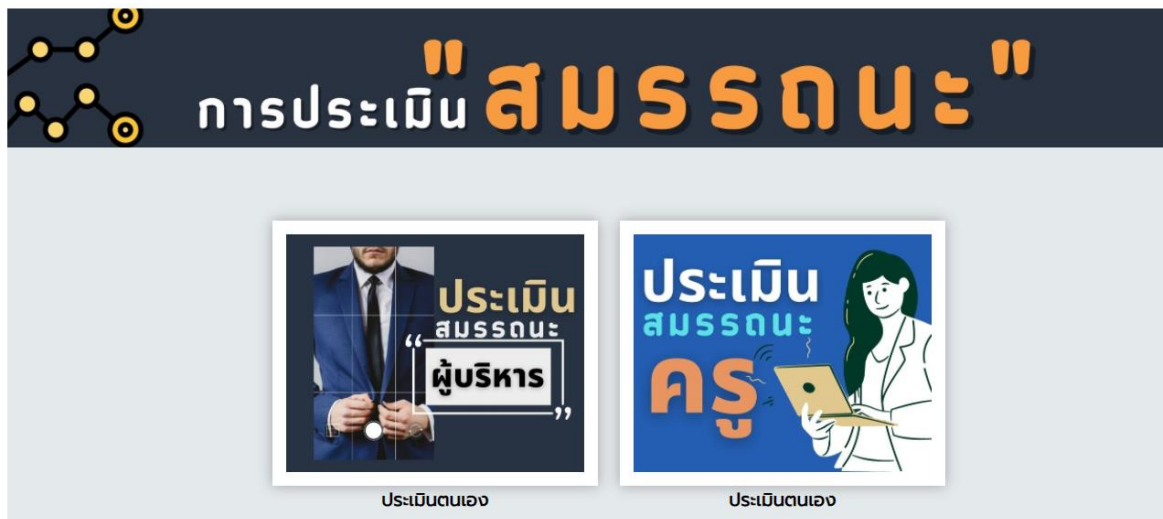 การประเมิน "สมรรถนะ"
ประเมิน
สมรรถนะ
“ผู้บริหาร”
ประเมิน
สมรรถนะ
ครู
ประเมินตนเอง
ประเมินตนเอง